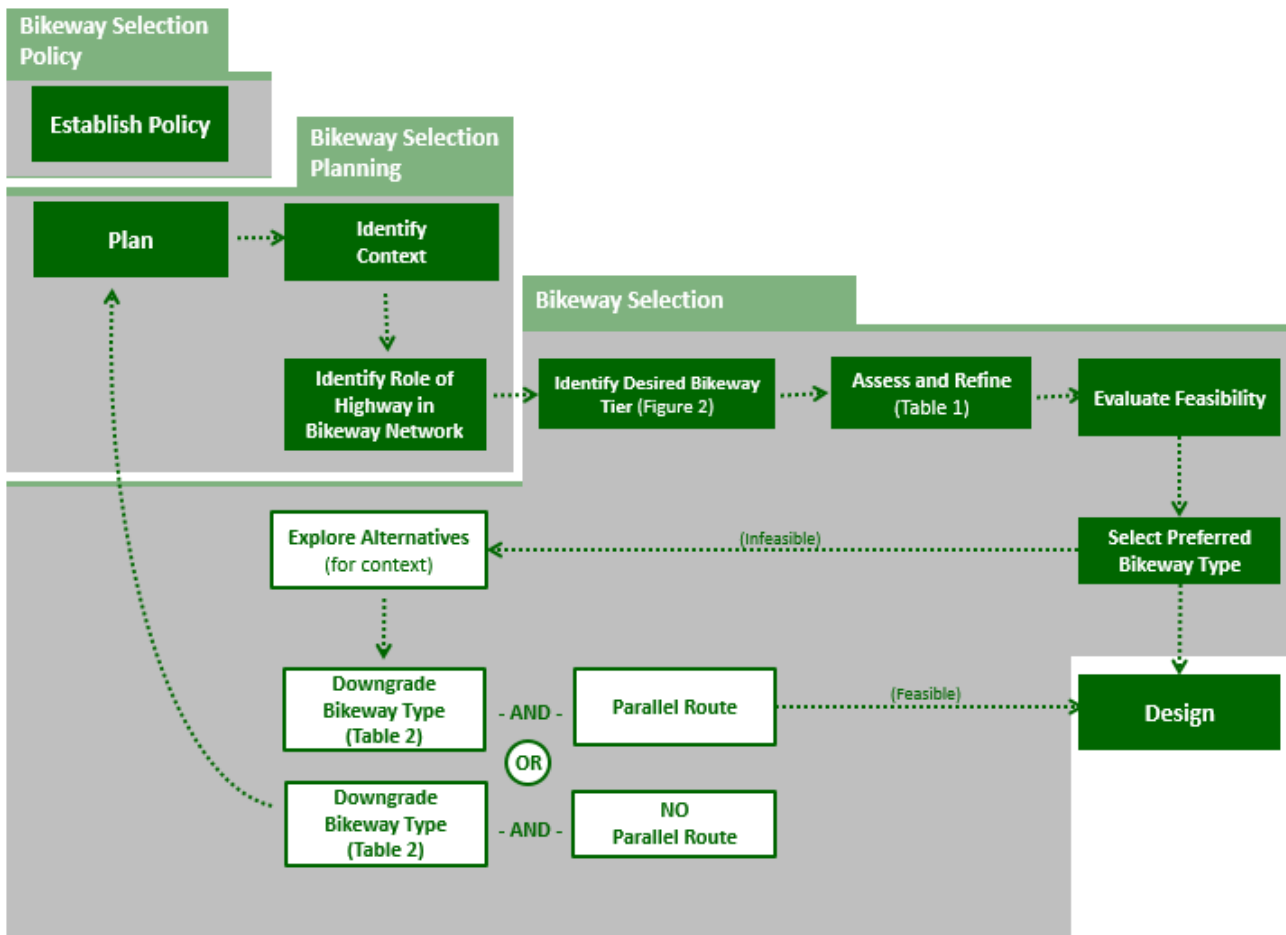 Bikeway Selection
Policy
Establish Policy
Bikeway Selection
Planning
Plan
Identify
Context
Bikeway Selection
Identify Role of
Highway in
Bikeway Network
Identify Desired Bikeway
Tier (Figure 2)
Assess and Refine
(Table 1)
Evaluate Feasibility
Explore Alternatives
(for context)
(Infeasible)
Select Preferred
Bikeway Type
Downgrade
Bikeway Type
(Table 2)
- AND -
Parallel Route
(Feasible)
Design
OR
Downgrade
Bikeway Type
(Table 2)
- AND -
NO
Parallel Route